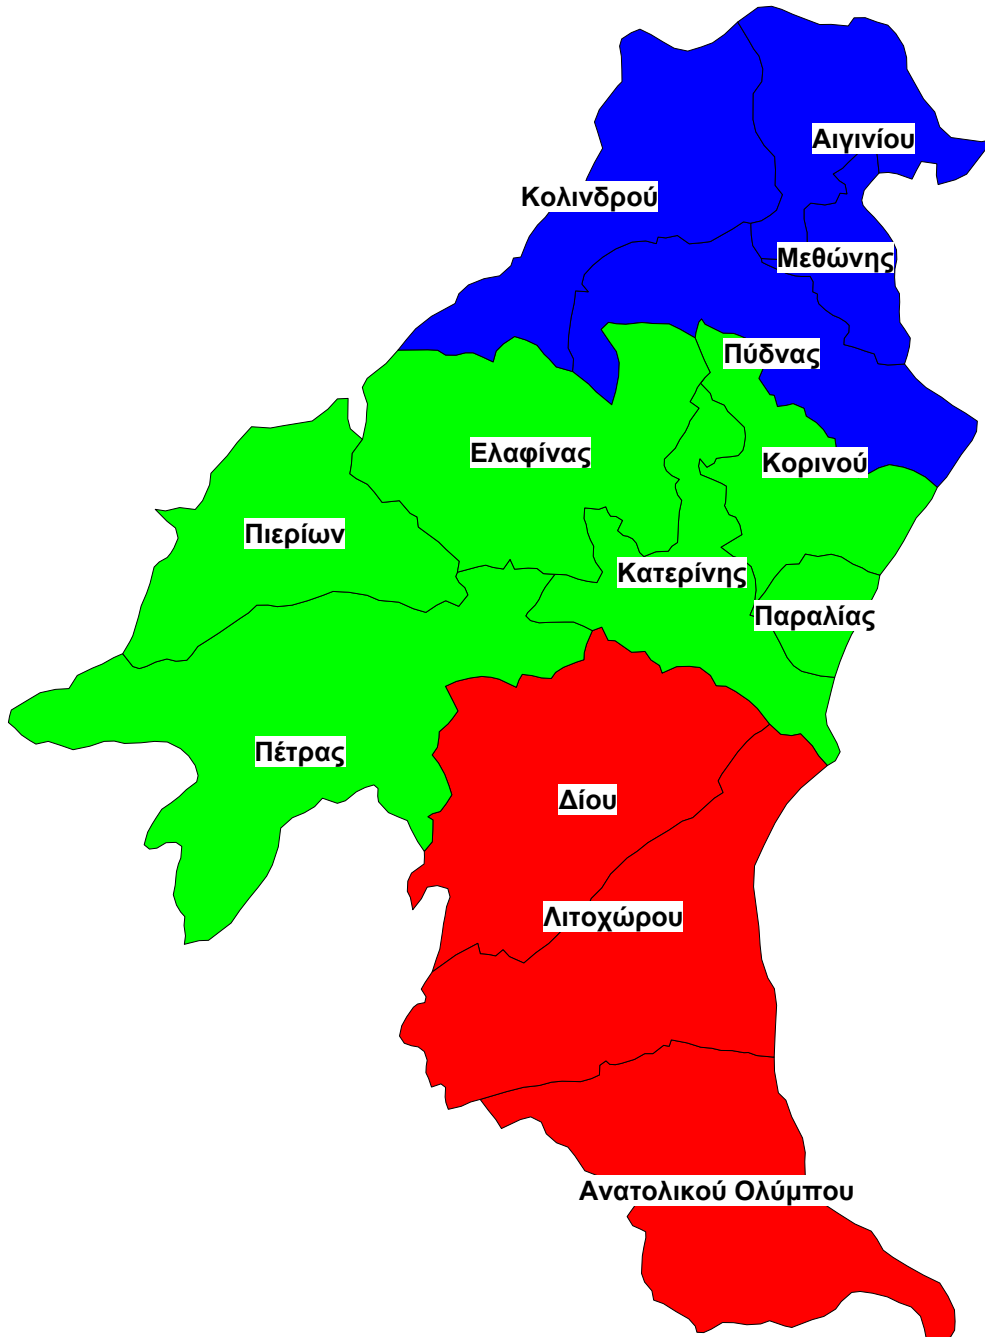 Αιγινίου
Κολινδρού
Μεθώνης
Πύδνας
Ελαφίνας
Κορινού
Πιερίων
Κατερίνης
Παραλίας
Πέτρας
Δίου
Λιτοχώρου
Ανατολικού Ολύμπου